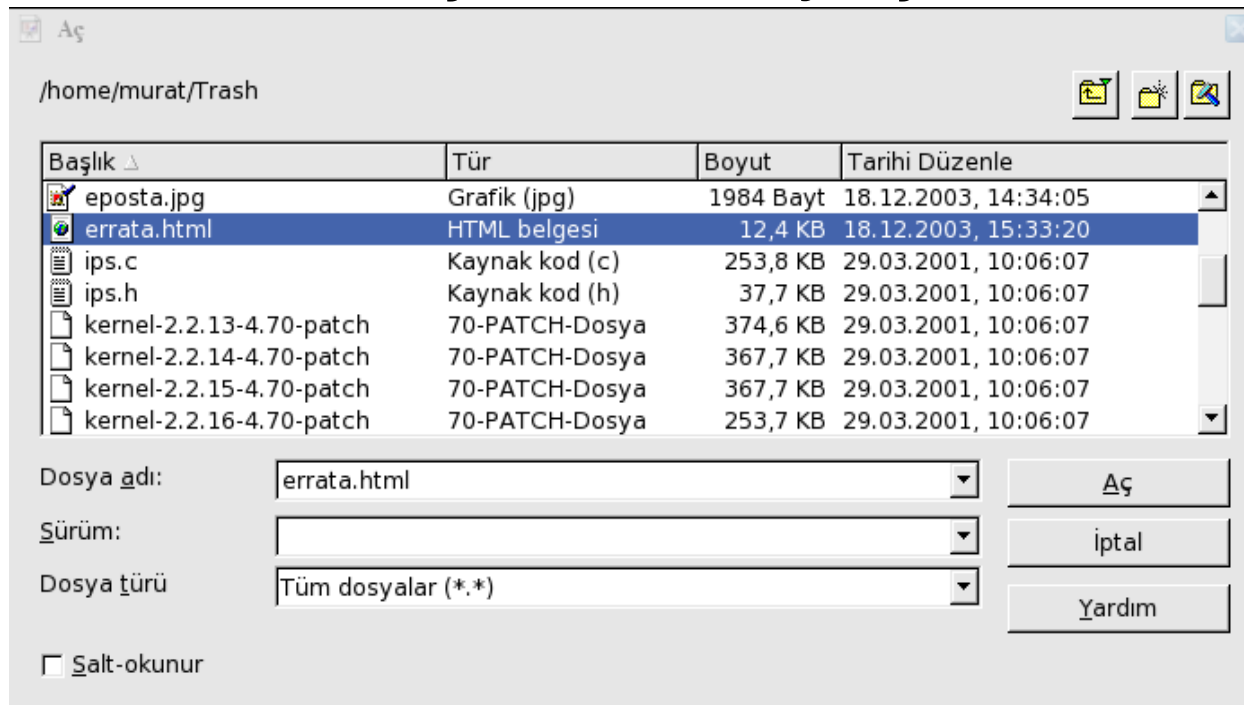 Aç
/home/murat/Trash
Başlık Tür Boyut Tarihi Düzenle
eposta.jpg Grafik (jpg) 1984 Bayt 18.12.2003, 14:34:05
errata.html HTML belgesi 12,4 KB 18.12.2003, 15:33:20
ips.c Kaynak kod (c) 253,8 KB 29.03.2001, 10:06:07
ips.h Kaynak kod (h) 37,7 KB 29.03.2001, 10:06:07
kernel-2.2.13-4.70-patch 70-PATCH-Dosya 374,6 KB 29.03.2001, 10:06:07
kernel-2.2.14-4.70-patch 70-PATCH-Dosya 367,7 KB 29.03.2001, 10:06:07
kernel-2.2.15-4.70-patch 70-PATCH-Dosya 367,7 KB 29.03.2001, 10:06:07
kernel-2.2.16-4.70-patch 70-PATCH-Dosya 253,7 KB 29.03.2001, 10:06:07
Dosya adı: errata.html Aç
Sürüm: İptal
Dosya türü Tüm dosyalar (*.*)
Yardım
Salt-okunur